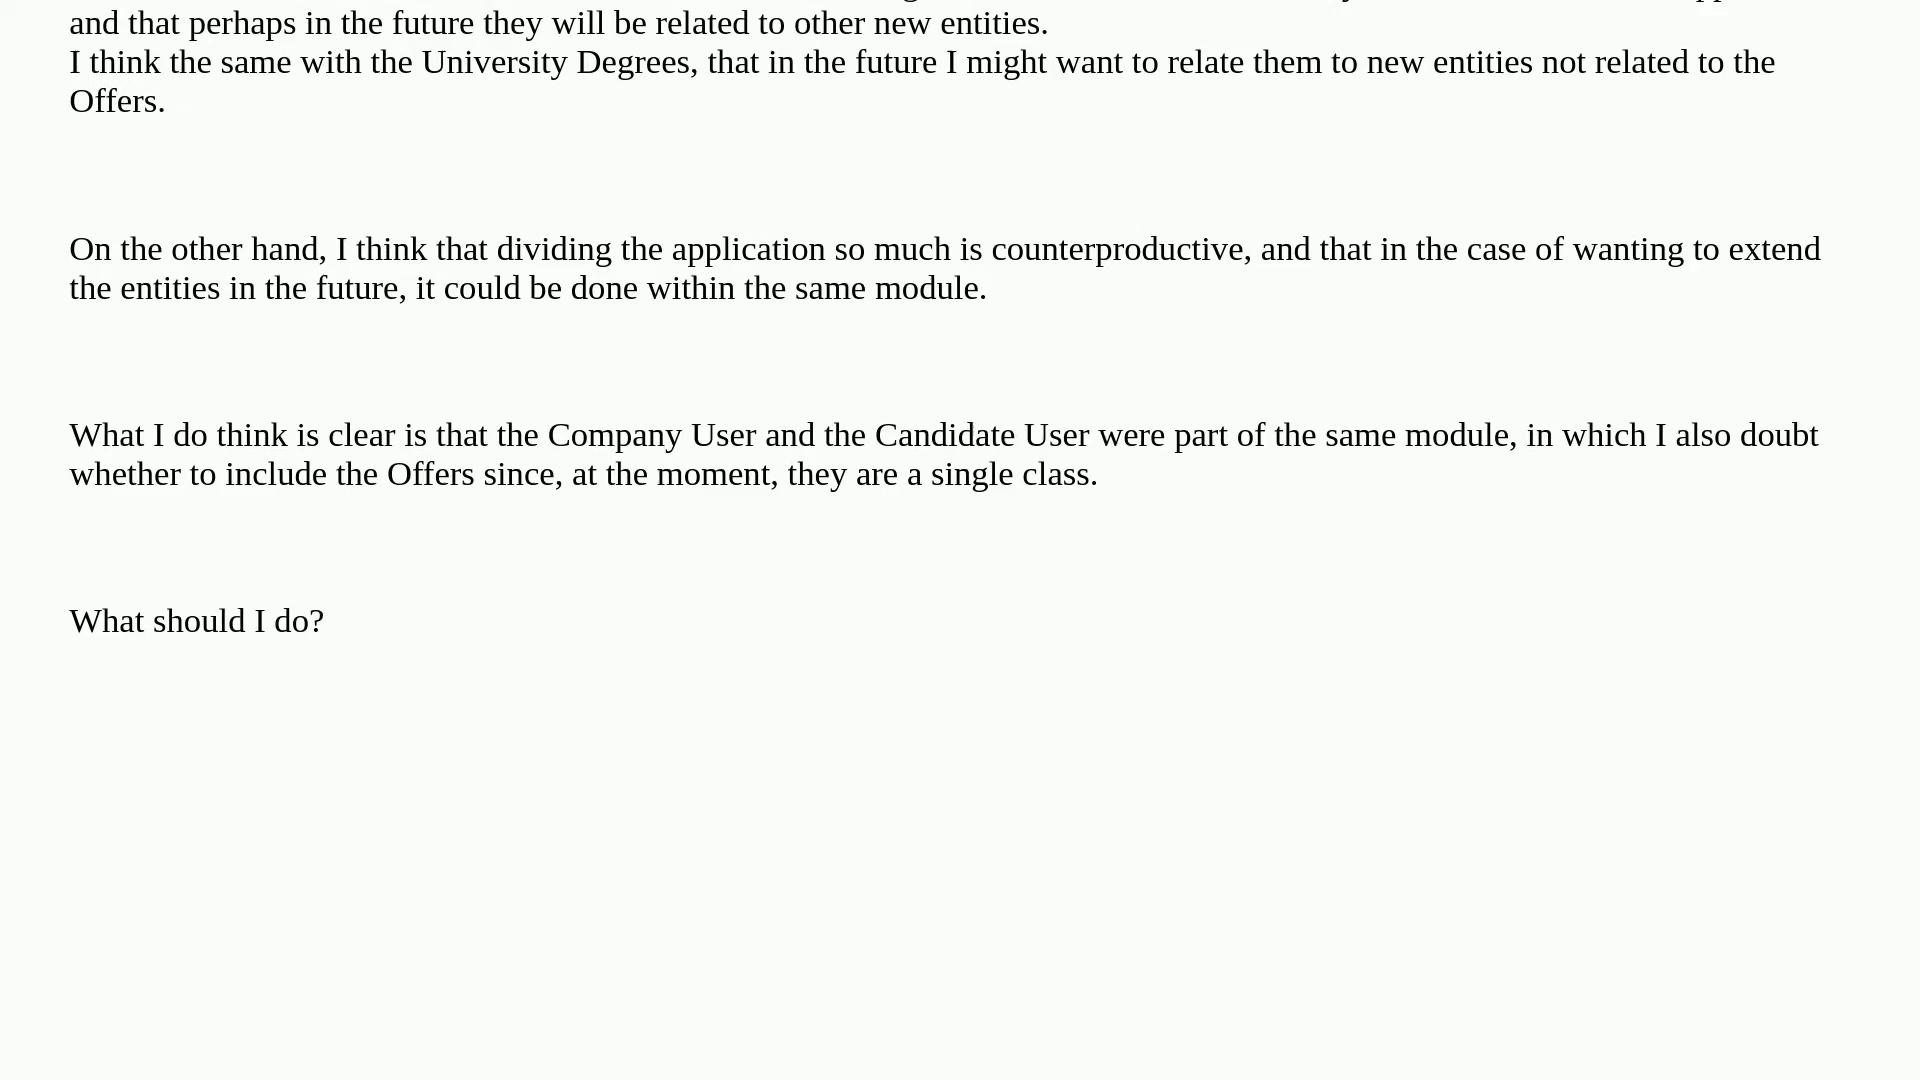 and that perhaps in the future they will be related to other new entities.
I think the same with the University Degrees, that in the future I might want to relate them to new entities not related to the
Offers.
On the other hand, I think that dividing the application so much is counterproductive, and that in the case of wanting to extend
the entities in the future, it could be done within the same module.
What I do think is clear is that the Company User and the Candidate User were part of the same module, in which I also doubt
whether to include the Offers since, at the moment, they are a single class.
What should I do?